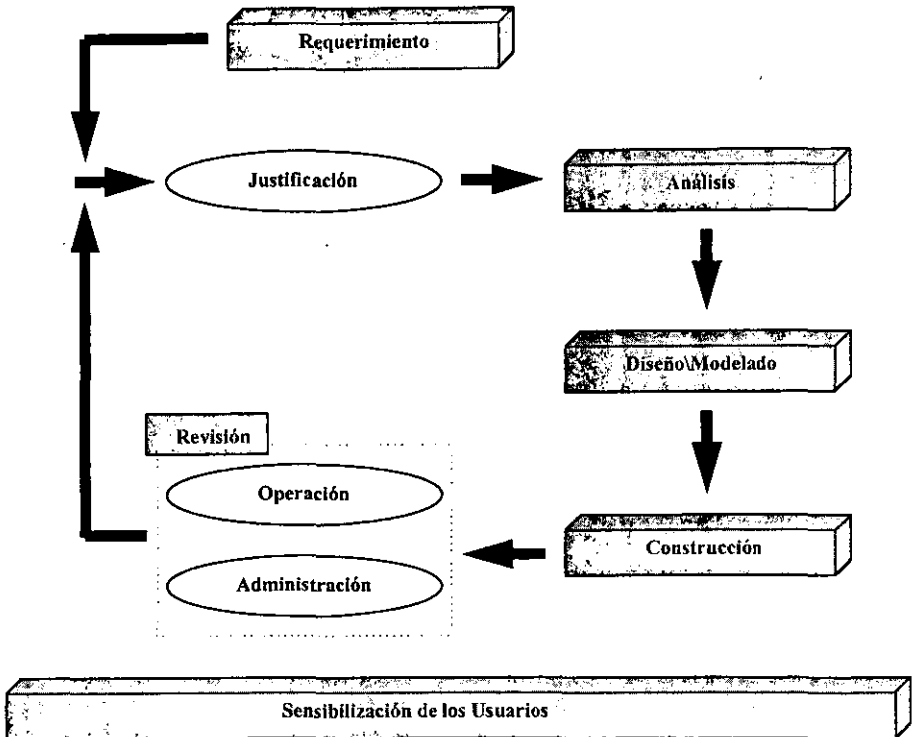 Requerimiento
Justificación
Análisis
Diseño\Modelado
Revisión
Operación
Construcción
Administración
Sensibilización de los Usuarios